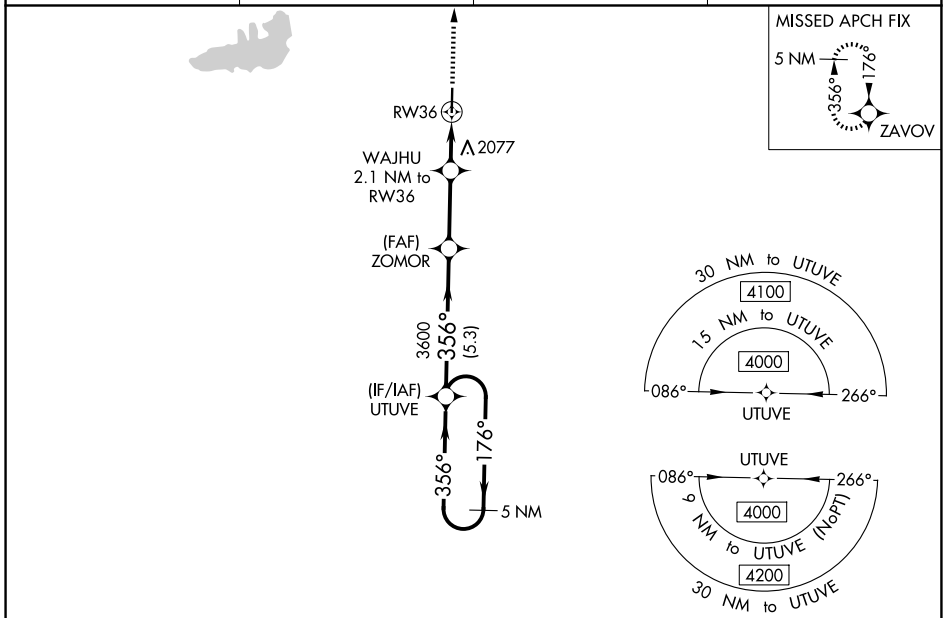 MISSED APCH FIX
5 NM
356°
176°
ZAVOV
RW36
2077
WAJHU
2.1 NM to
RW36
(FAF)
ZOMOR
3600
356°
(5.3)
(IF/IAF)
UTUVE
356°
176°
5 NM
30 NM to UTUVE
4100
15 NM to UTUVE
4000
086°
266°
UTUVE
UTUVE
086°
266°
4000
9 NM to UTUVE (NoPT)
4200
30 NM to UTUVE